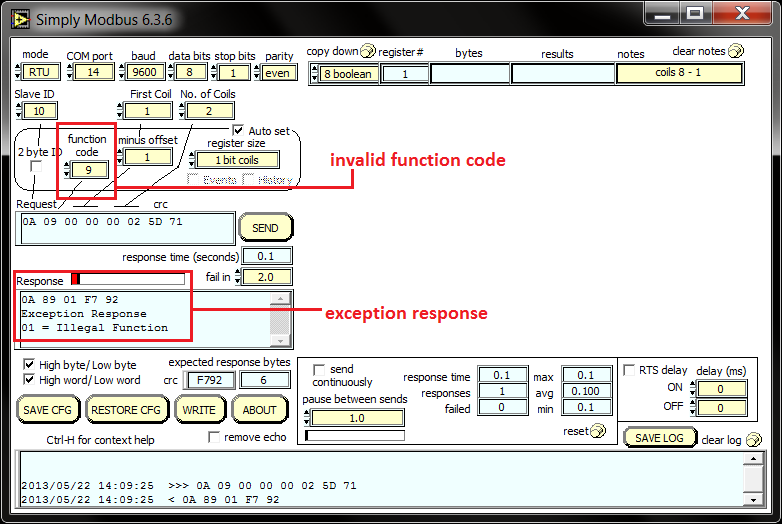 Simply Modbus 6.3.6
mode COM port baud data bits stop bits parity copy down register# bytes results notes clear notes
RTU 14 9600 8 1 even 8 boolean 1 coils 8 - 1
Slave ID First Coil No. of Coils
10 1 2
Auto set
function code minus offset register size
2 byte ID 9 1 1 bit coils
invalid function code
Events History
Request crc
0A 09 00 00 00 02 5D 71 SEND
response time (seconds) 0.1
Response fail in 2.0
0A 89 01 F7 92
Exception Response
01 = Illegal Function
exception response
High byte/Low byte expected response bytes
High word/Low word crc F792 6
SAVE CFG RESTORE CFG WRITE ABOUT
Ctrl-H for context help remove echo
send continuously response time 0.1 max 0.1
pause between sends responses 1 avg 0.100
1.0 failed 0 min 0.1
reset
RTS delay delay (ms)
ON 0
OFF 0
SAVE LOG clear log
2013/05/22 14:09:25 >>> 0A 09 00 00 00 02 5D 71
2013/05/22 14:09:25 < 0A 89 01 F7 92